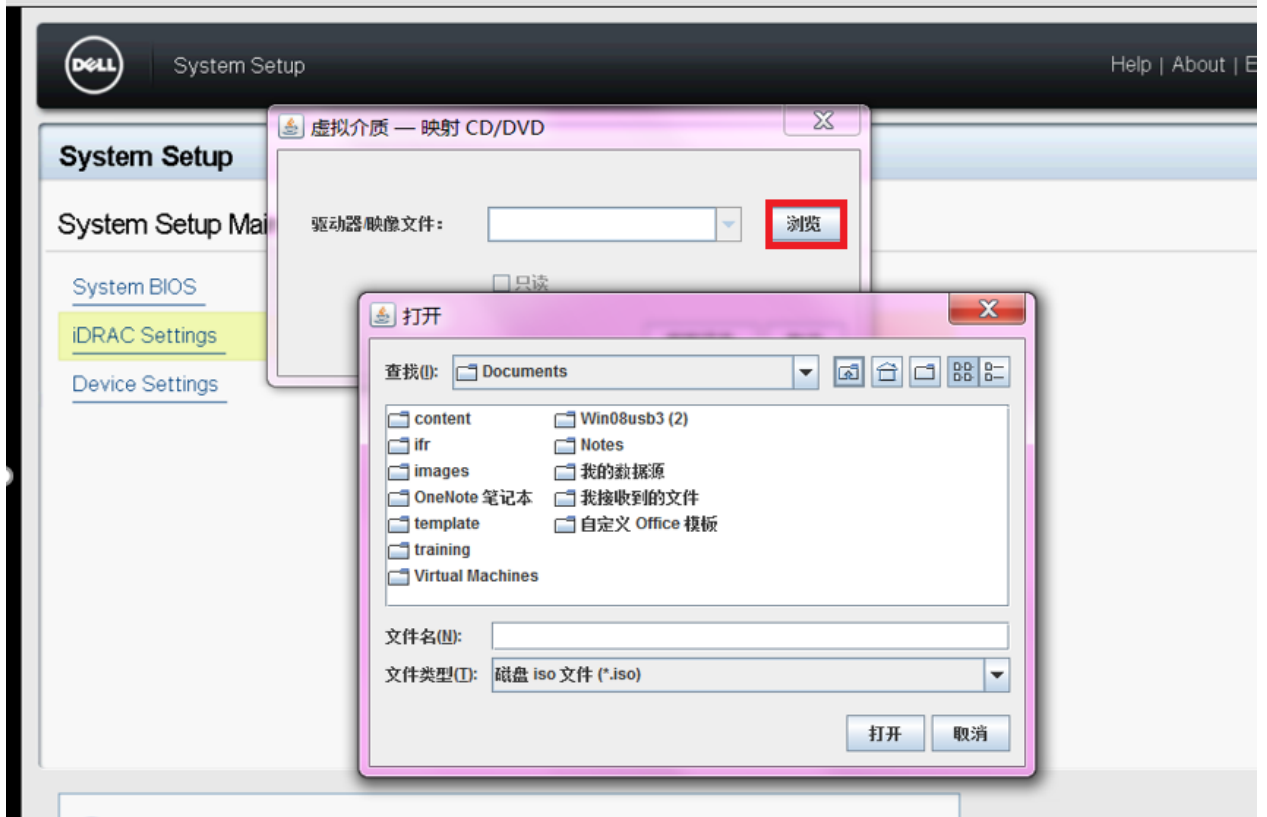 DELL
System Setup
Help | About | E
虚拟介质 — 映射 CD/DVD
System Setup
System Setup Mai
驱动器/映像文件：
浏览
System BIOS
只读
iDRAC Settings
打开
Device Settings
查找(I):
Documents
content
Win08usb3 (2)
ifr
Notes
images
我的数据源
OneNote 笔记本
我接收到的文件
template
自定义 Office 模板
training
Virtual Machines
文件名(N):
文件类型(T):
磁盘 iso 文件 (*.iso)
打开
取消